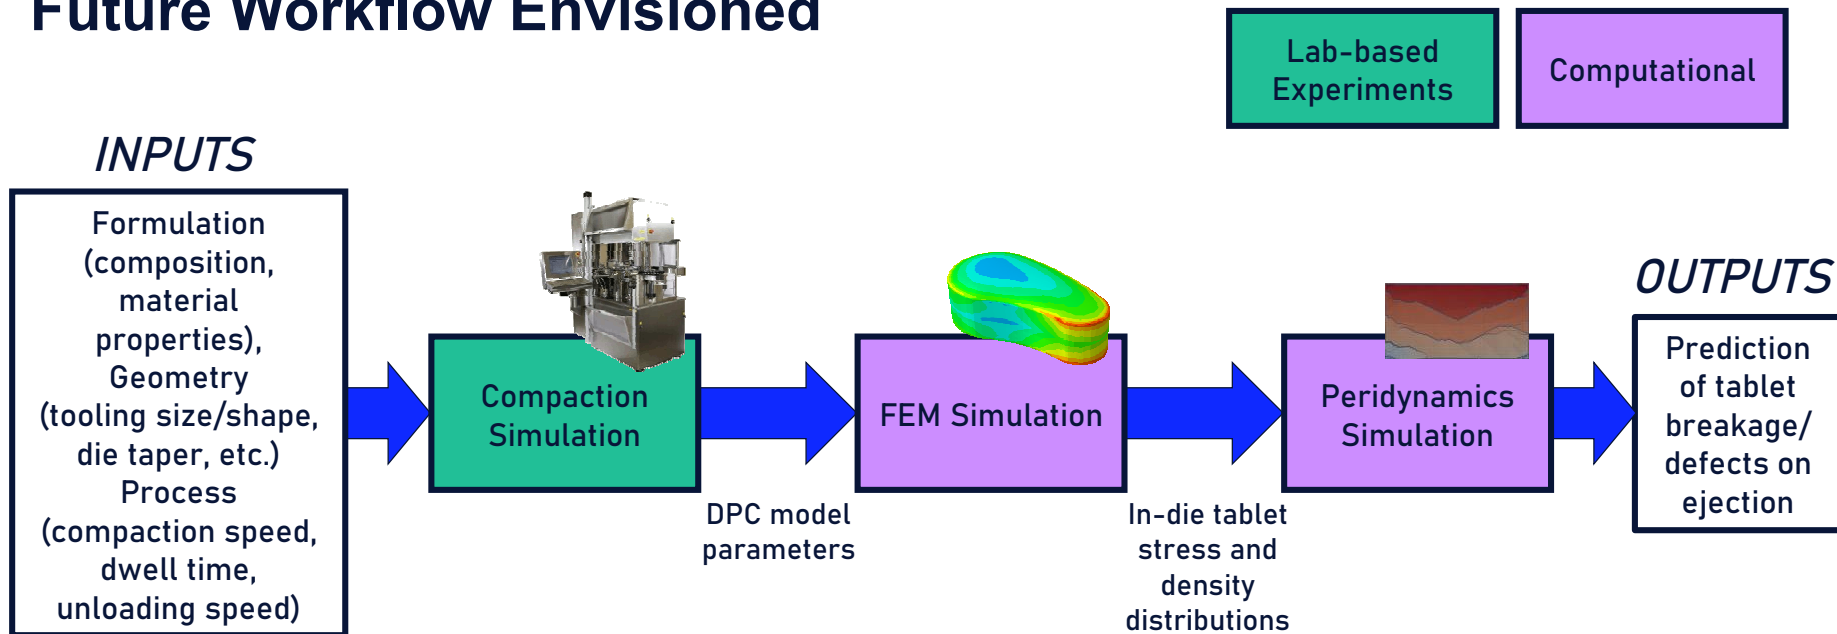 Future Workflow Envisioned
Lab-based
Experiments
Computational
INPUTS
Formulation
(composition,
material
properties),
Geometry
(tooling size/shape,
die taper, etc.)
Process
(compaction speed,
dwell time,
unloading speed)
Compaction
Simulation
DPC model
parameters
FEM Simulation
In-die tablet
stress and
density
distributions
Peridynamics
Simulation
OUTPUTS
Prediction
of tablet
breakage/
defects on
ejection